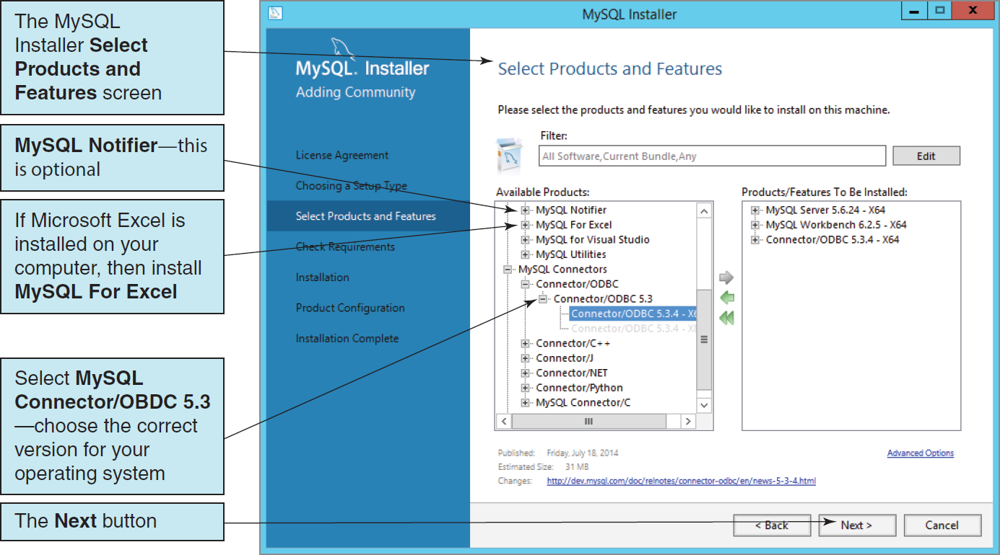 The MySQL
Installer Select
Products and
Features screen
MySQL Notifier—this
is optional
If Microsoft Excel is
installed on your
computer, then install
MySQL For Excel
Select MySQL
Connector/OBDC 5.3
—choose the correct
version for your
operating system
The Next button
MySQL Installer
MySQL. Installer
Adding Community
License Agreement
Choosing a Setup Type
Select Products and Features
Check Requirements
Installation
Product Configuration
Installation Complete
Select Products and Features
Please select the products and features you would like to install on this machine.
Filter:
All Software,Current Bundle,Any
Edit
Available Products:
MySQL Notifier
MySQL For Excel
MySQL for Visual Studio
MySQL Utilities
MySQL Connectors
Connector/ODBC
Connector/ODBC 5.3
Connector/ODBC 5.3.4 - X6
Connector/ODBC 5.3.4 - X8
Connector/C++
Connector/J
Connector/NET
Connector/Python
MySQL Connector/C
Products/Features To Be Installed:
MySQL Server 5.6.24 - X64
MySQL Workbench 6.2.5 - X64
Connector/ODBC 5.3.4 - X64
Published: Friday, July 18, 2014
Estimated Size: 31 MB
Changes: http://dev.mysql.com/doc/relnotes/connector-odbc/en/news-5-3-4.html
Advanced Options
< Back
Next >
Cancel